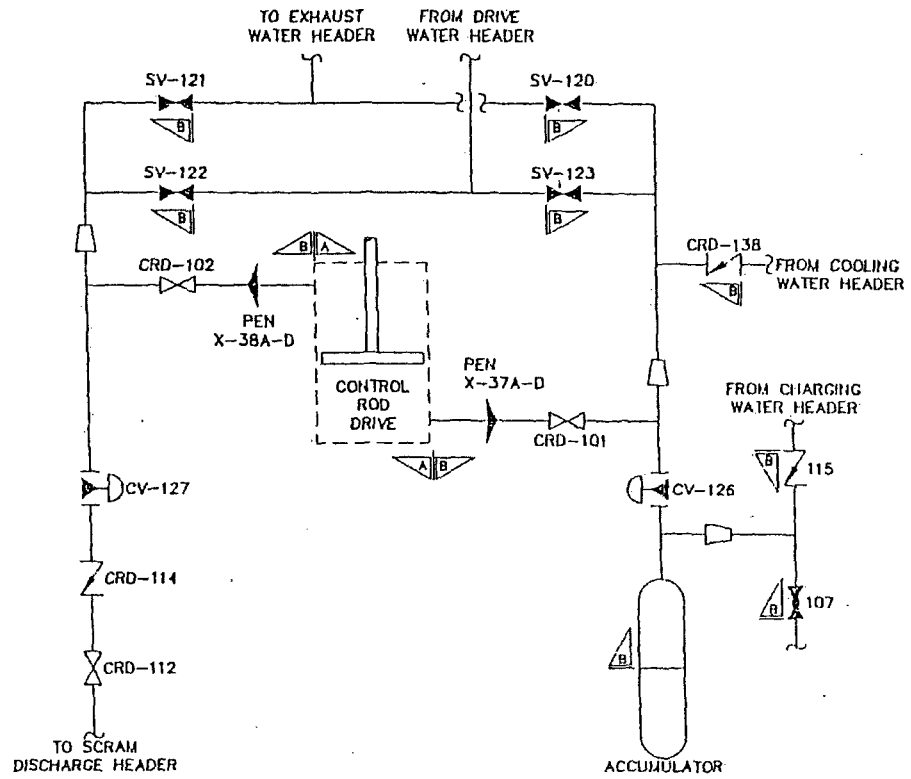 TO EXHAUST
WATER HEADER
FROM DRIVE
WATER HEADER
SV-121
B
SV-120
B
SV-122
B
SV-123
B
CRD-138
B
FROM COOLING
WATER HEADER
CRD-102
B A
PEN
X-38A-D
CONTROL
ROD
DRIVE
PEN
X-37A-D
CRD-101
A B
FROM CHARGING
WATER HEADER
B
115
CV-127
CV-126
CRD-114
B
107
CRD-112
B
TO SCRAM
DISCHARGE HEADER
ACCUMULATOR